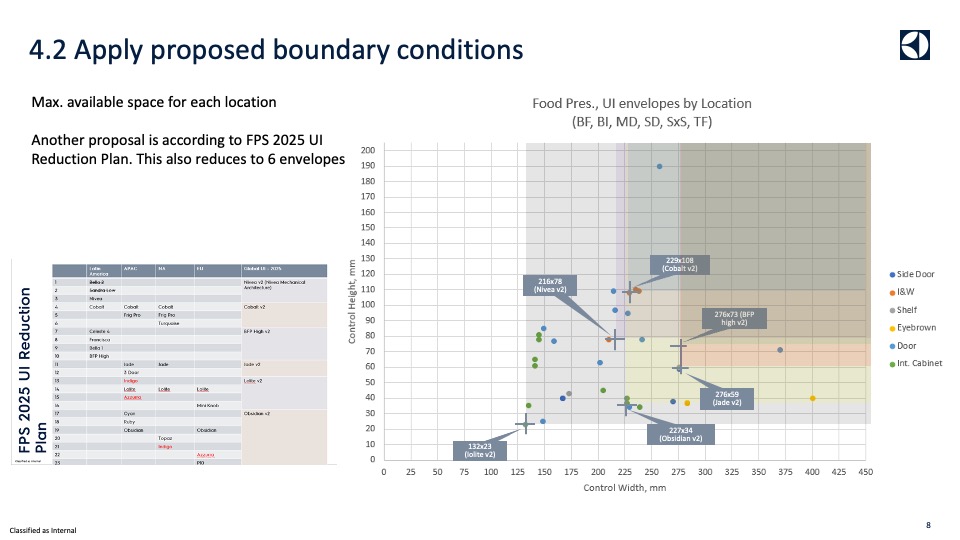 4.2 Apply proposed boundary conditions
Max. available space for each location
Another proposal is according to FPS 2025 UI
Reduction Plan. This also reduces to 6 envelopes
FPS 2025 UI Reduction
Plan
Latin
America
APAC
NA
EU
Global UI - 2025
1
Bella 2
Nivea v2 (Nivea Mechanical
Architecture)
2
Sandra Low
3
Nivea
4
Cobalt
Cobalt
Cobalt
Cobalt v2
5
Frig Pro
Frig Pro
6
Turquoise
7
Celeste 4
BFP High v2
8
Francisca
9
Bella 1
10
BFP High
11
Jade
Jade
Jade v2
12
3 Door
13
Indigo
Lolite v2
14
Lolite
Lolite
Lolite
15
Azzurra
16
Mini Knob
17
Cyan
Obsidian v2
18
Ruby
19
Obsidian
Obsidian
20
Topaz
21
Indigo
22
Azzurra
23
P10
Classified as Internal
Food Pres., UI envelopes by Location
(BF, BI, MD, SD, SxS, TF)
Control Height, mm
200
190
180
170
160
150
140
130
120
110
100
90
80
70
60
50
40
30
20
10
0
229x108
(Cobalt v2)
216x78
(Nivea v2)
276x73 (BFP
high v2)
276x59
(Jade v2)
227x34
(Obsidian v2)
132x23
(Iolite v2)
0 25 50 75 100 125 150 175 200 225 250 275 300 325 350 375 400 425 450
Control Width, mm
Side Door
I&W
Shelf
Eyebrown
Door
Int. Cabinet
Classified as Internal
8